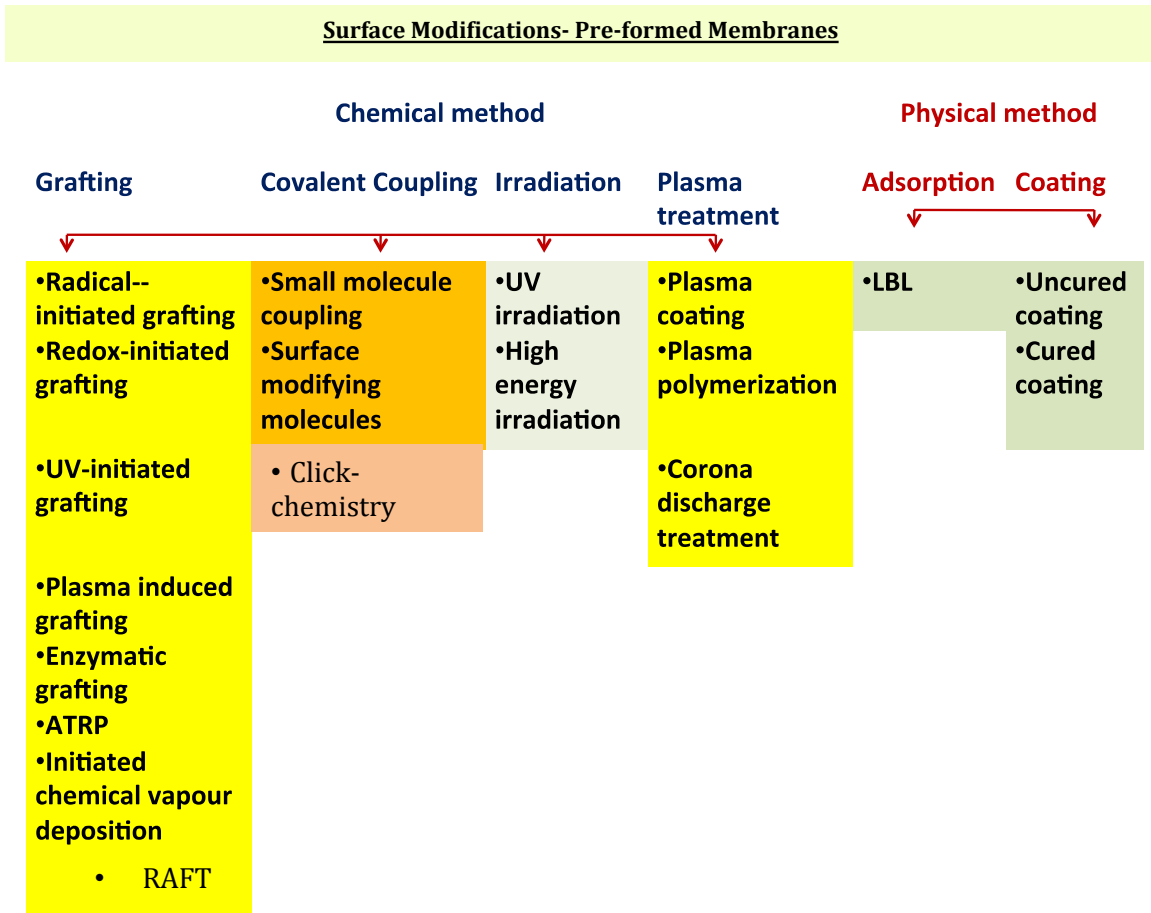 Surface Modifications- Pre-formed Membranes
Chemical method
Physical method
Grafting
Covalent Coupling
Irradiation
Plasma
treatment
Adsorption
Coating
•Radical--
initiated grafting
•Redox-initiated
grafting
•UV-initiated
grafting
•Plasma induced
grafting
•Enzymatic
grafting
•ATRP
•Initiated
chemical vapour
deposition
• RAFT
•Small molecule
coupling
•Surface
modifying
molecules
• Click-
chemistry
•UV
irradiation
•High
energy
irradiation
•Plasma
coating
•Plasma
polymerization
•Corona
discharge
treatment
•LBL
•Uncured
coating
•Cured
coating